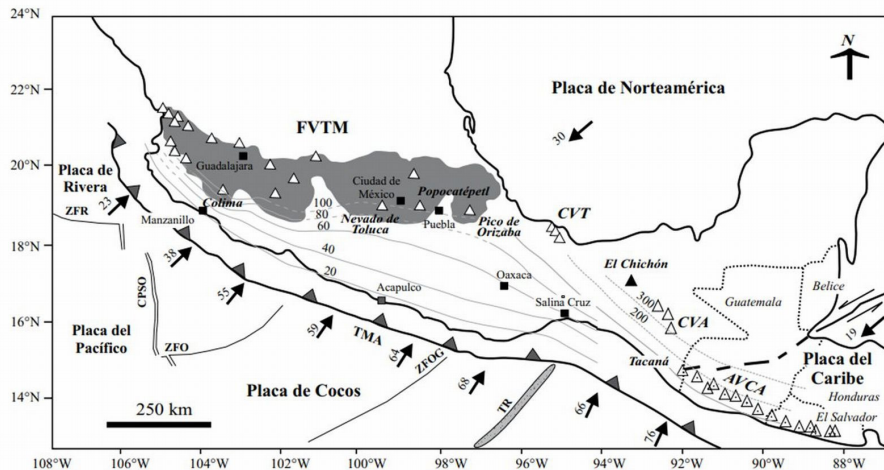 24°N
22°N
20°N
18°N
16°N
14°N
108°W
106°W
104°W
102°W
100°W
98°W
96°W
94°W
92°W
90°W
88°W
86°W
N
Placa de Norteamérica
30
FVTM
Guadalajara
Ciudad de
México
Popocatépetl
Placa de
Rivera
23
ZFR
Colima
Manzanillo
100
80
60
40
20
Nevado de
Toluca
Puebla
Pico de
Orizaba
CVT
El Chichón
300
200
CVA
Guatemala
Belice
19
38
CPSO
55
Acapulco
Oaxaca
Salina Cruz
Placa del
Pacífico
ZFO
59
TMA
64
ZFOG
68
TR
66
76
Tacaná
AVCA
Placa del
Caribe
Honduras
El Salvador
Placa de Cocos
250 km